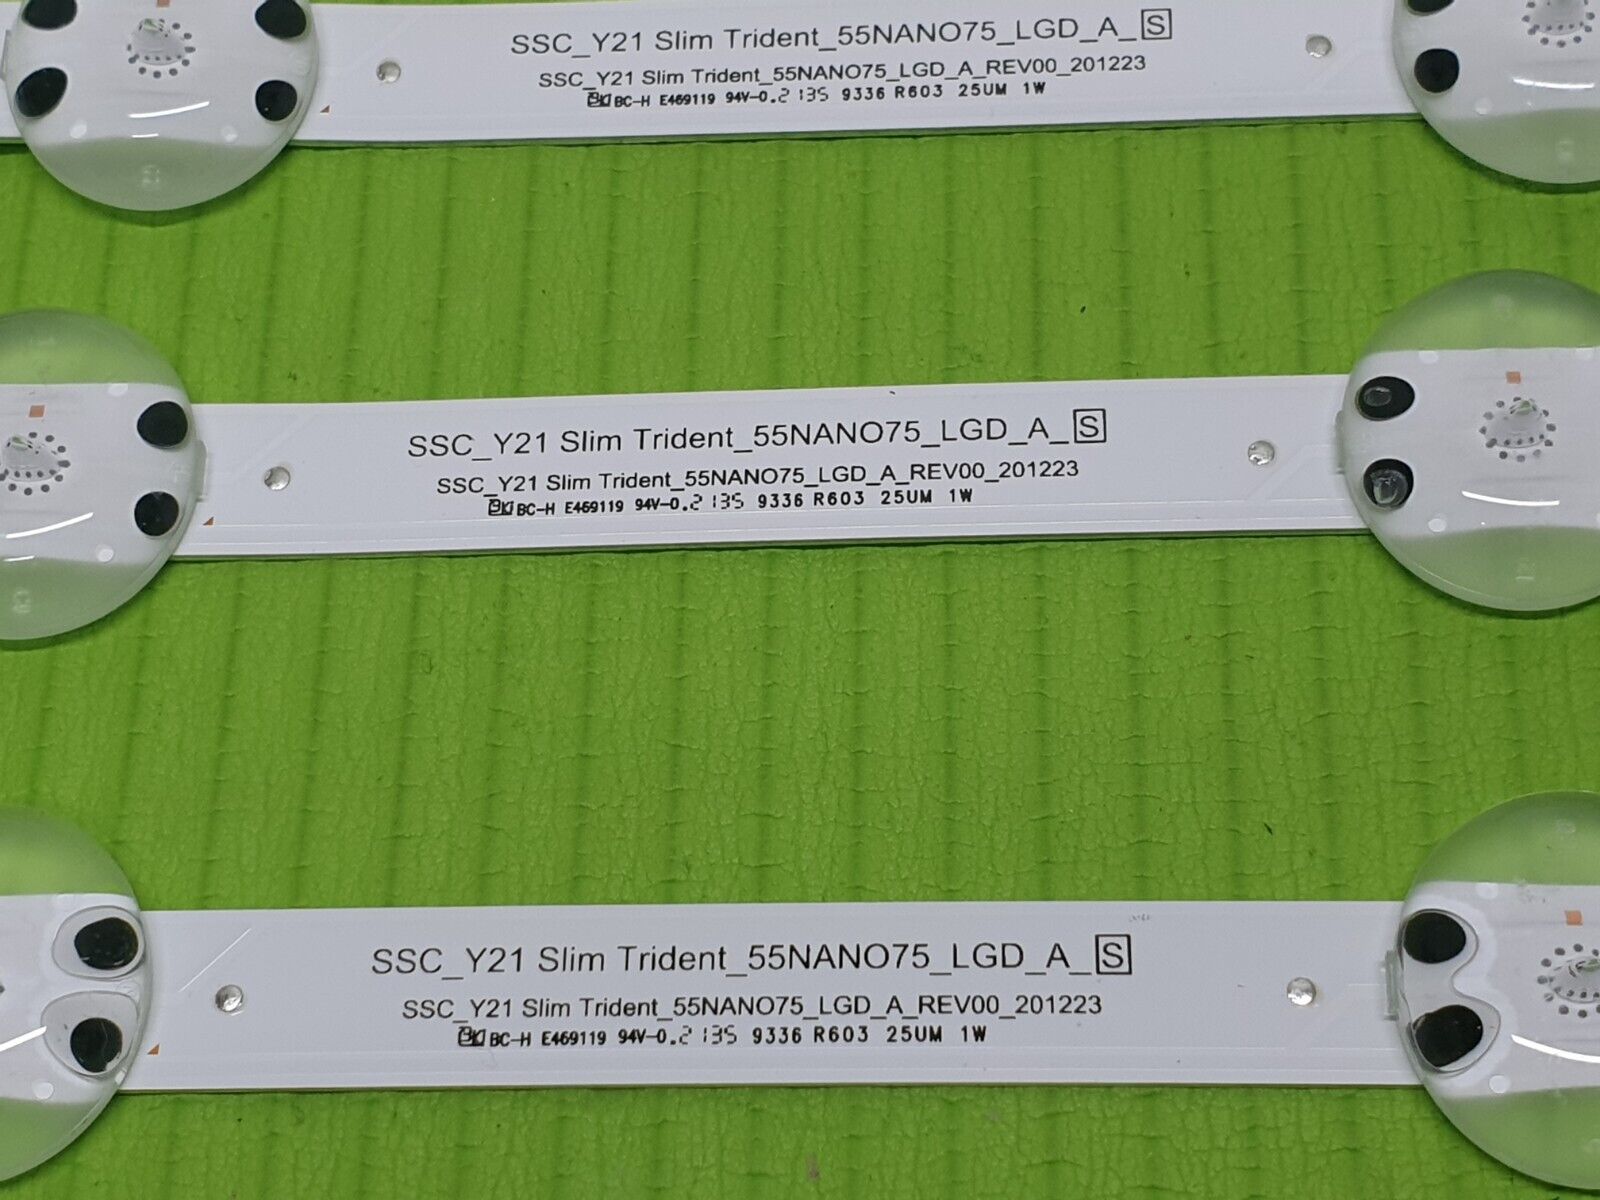 SSC_Y21 Slim Trident_55NANO75_LGD_A_S
SSC_Y21 Slim Trident_55NANO75_LGD_A_REV00_201223
BC-H E469119 94V-0.2135 9336 R603 25UM 1W
SSC_Y21 Slim Trident_55NANO75_LGD_A_S
SSC_Y21 Slim Trident_55NANO75_LGD_A_REV00_201223
BC-H E469119 94V-0.2135 9336 R603 25UM 1W
SSC_Y21 Slim Trident_55NANO75_LGD_A_S
SSC_Y21 Slim Trident_55NANO75_LGD_A_REV00_201223
BC-H E469119 94V-0.2135 9336 R603 25UM 1W